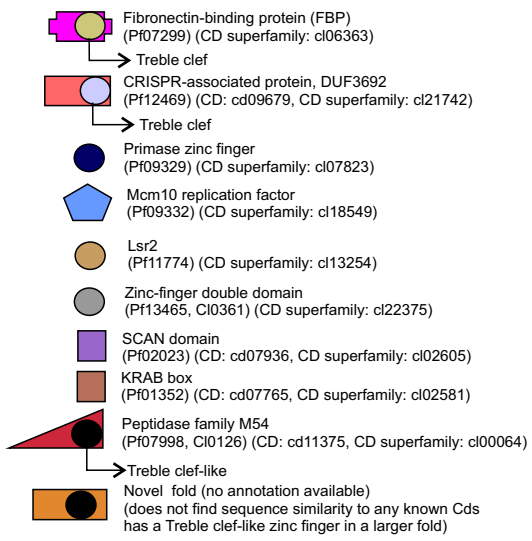 Fibronectin-binding protein (FBP)
(Pf07299) (CD superfamily: cl06363)
Treble clef
CRISPR-associated protein, DUF3692
(Pf12469) (CD: cd09679, CD superfamily: cl21742)
Treble clef
Primase zinc finger
(Pf09329) (CD superfamily: cl07823)
Mcm10 replication factor
(Pf09332) (CD superfamily: cl18549)
Lsr2
(Pf11774) (CD superfamily: cl13254)
Zinc-finger double domain
(Pf13465, Cl0361) (CD superfamily: cl22375)
SCAN domain
(Pf02023) (CD: cd07936, CD superfamily: cl02605)
KRAB box
(Pf01352) (CD: cd07765, CD superfamily: cl02581)
Peptidase family M54
(Pf07998, Cl0126) (CD: cd11375, CD superfamily: cl00064)
Treble clef-like
Novel fold (no annotation available)
(does not find sequence similarity to any known Cds
has a Treble clef-like zinc finger in a larger fold)